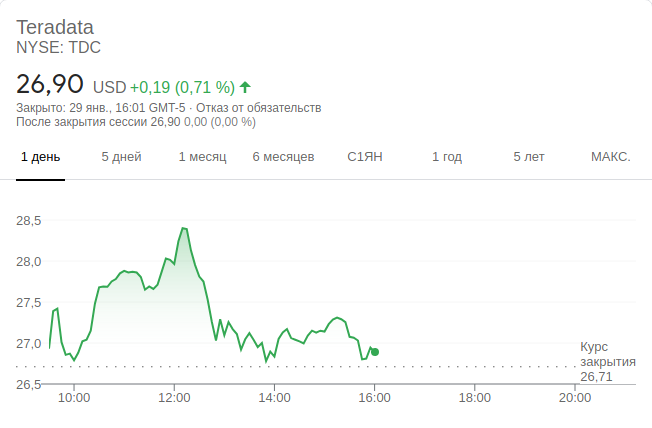 Teradata
NYSE: TDC
26,90 USD +0,19 (0,71 %)
Закрыто: 29 янв., 16:01 GMT-5 · Отказ от обязательств
После закрытия сессии 26,90 0,00 (0,00 %)
1 день 5 дней 1 месяц 6 месяцев С1ЯН 1 год 5 лет МАКС.
28,5
28,0
27,5
27,0
26,5
Курс
закрытия
26,71
10:00 12:00 14:00 16:00 18:00 20:00